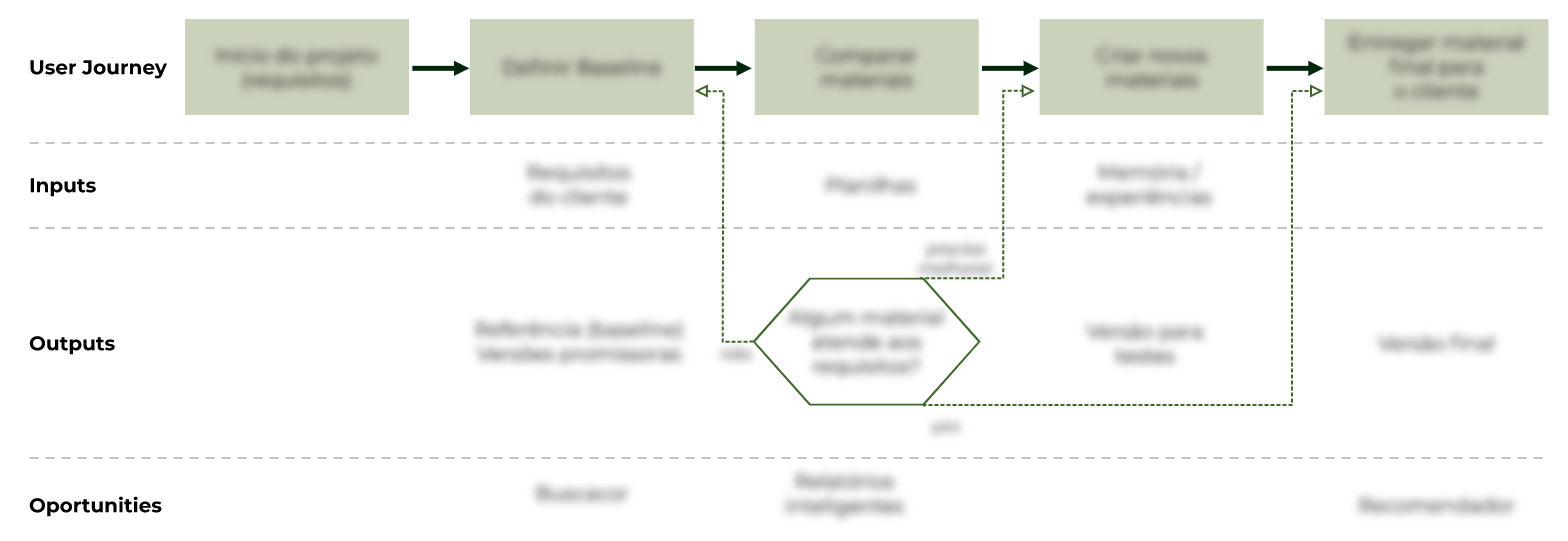 User Journey
Início do projeto
(requisitos)
Definir Baseline
Comparar
materiais
Criar novos
materiais
Entregar material
final para
o cliente
Inputs
Requisitos
do cliente
Planilhas
Memória /
experiências
Outputs
Referência (baseline)
Versões promissoras
melhorar
Algum material
atende aos
requisitos?
não
sim
Versão para
testes
Versão final
Oportunities
Relatórios
inteligentes
Recomendador